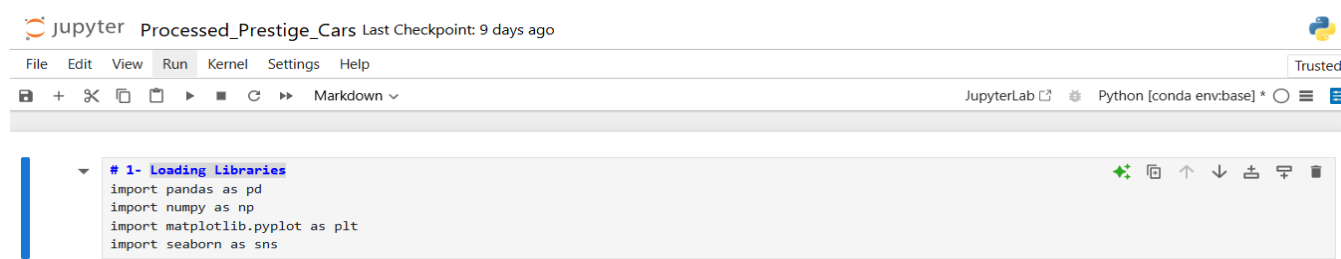 jupyter Processed_Prestige_Cars Last Checkpoint: 9 days ago
File Edit View Run Kernel Settings Help
Trusted
Markdown
JupyterLab Python [conda env:base] *
# 1- Loading Libraries
import pandas as pd
import numpy as np
import matplotlib.pyplot as plt
import seaborn as sns